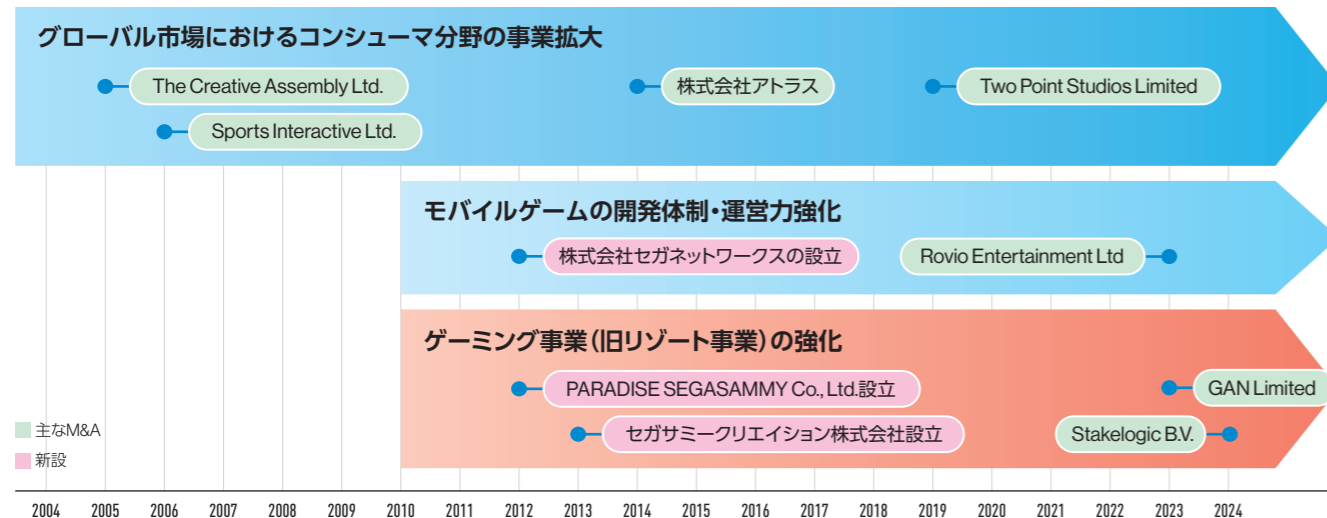 グローバル市場におけるコンシューマ分野の事業拡大
The Creative Assembly Ltd.
株式会社アトラス
Two Point Studios Limited
Sports Interactive Ltd.
モバイルゲームの開発体制・運営力強化
株式会社セガネットワークスの設立
Rovio Entertainment Ltd
ゲーミング事業(旧リゾート事業)の強化
PARADISE SEGASAMMY Co., Ltd.設立
GAN Limited
セガサミークリエイション株式会社設立
Stakelogic B.V.
主なM&A
新設
2004 2005 2006 2007 2008 2009 2010 2011 2012 2013 2014 2015 2016 2017 2018 2019 2020 2021 2022 2023 2024